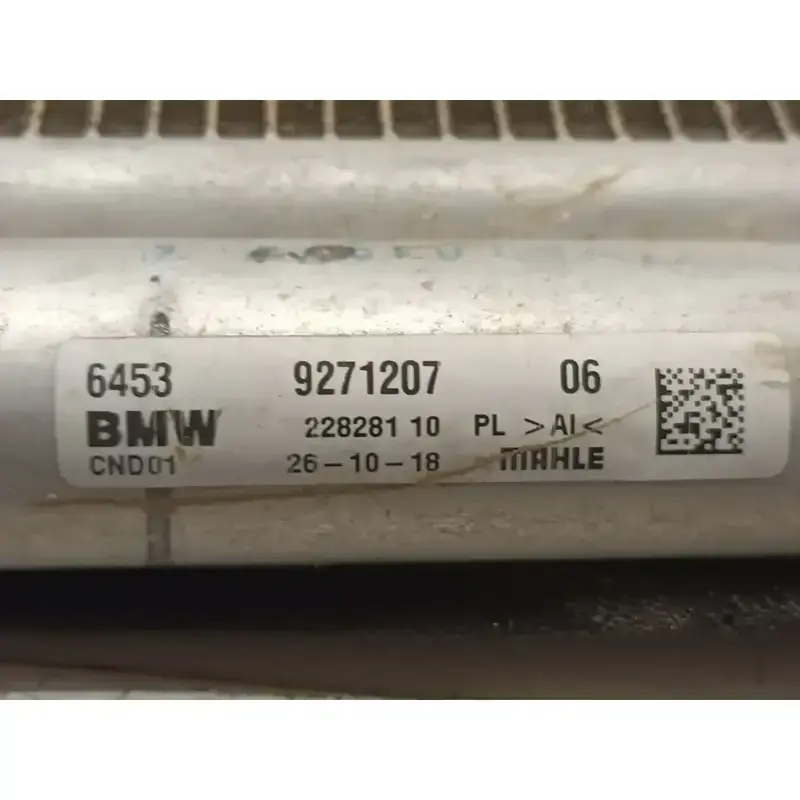 6453 9271207 06
BMW 228281 10 PL >Al<
CND01 26-10-18 MAHLE